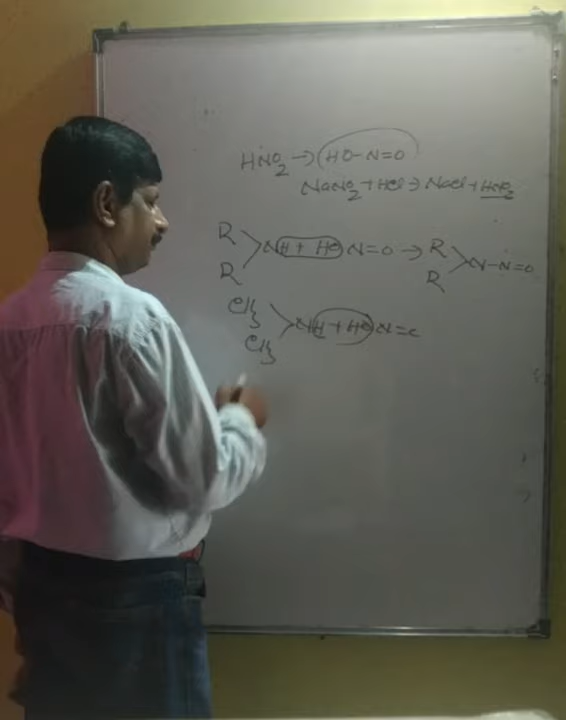 HNO2 → (HO-N=O
NaNO2 + HCl → NaCl + HNO2
R
R
NH + HO N=O → R
R
N-N=O
CH3
CH3
NH + HO N=O